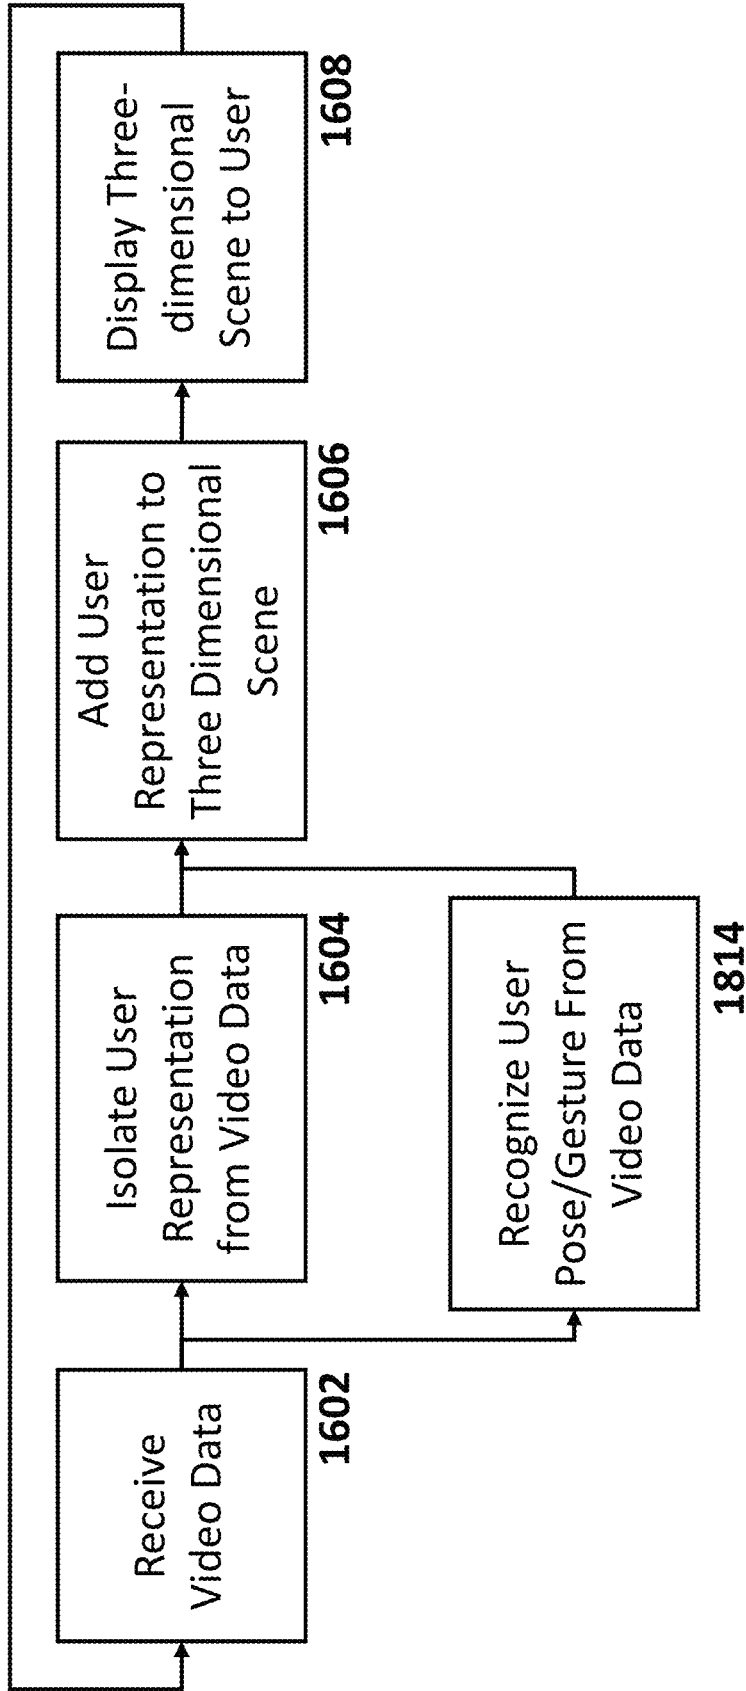 Receive
Video Data
1602
Isolate User
Representation
from Video Data
1604
Add User
Representation to
Three Dimensional
Scene
1606
Display Three-
dimensional
Scene to User
1608
Recognize User
Pose/Gesture From
Video Data
1814